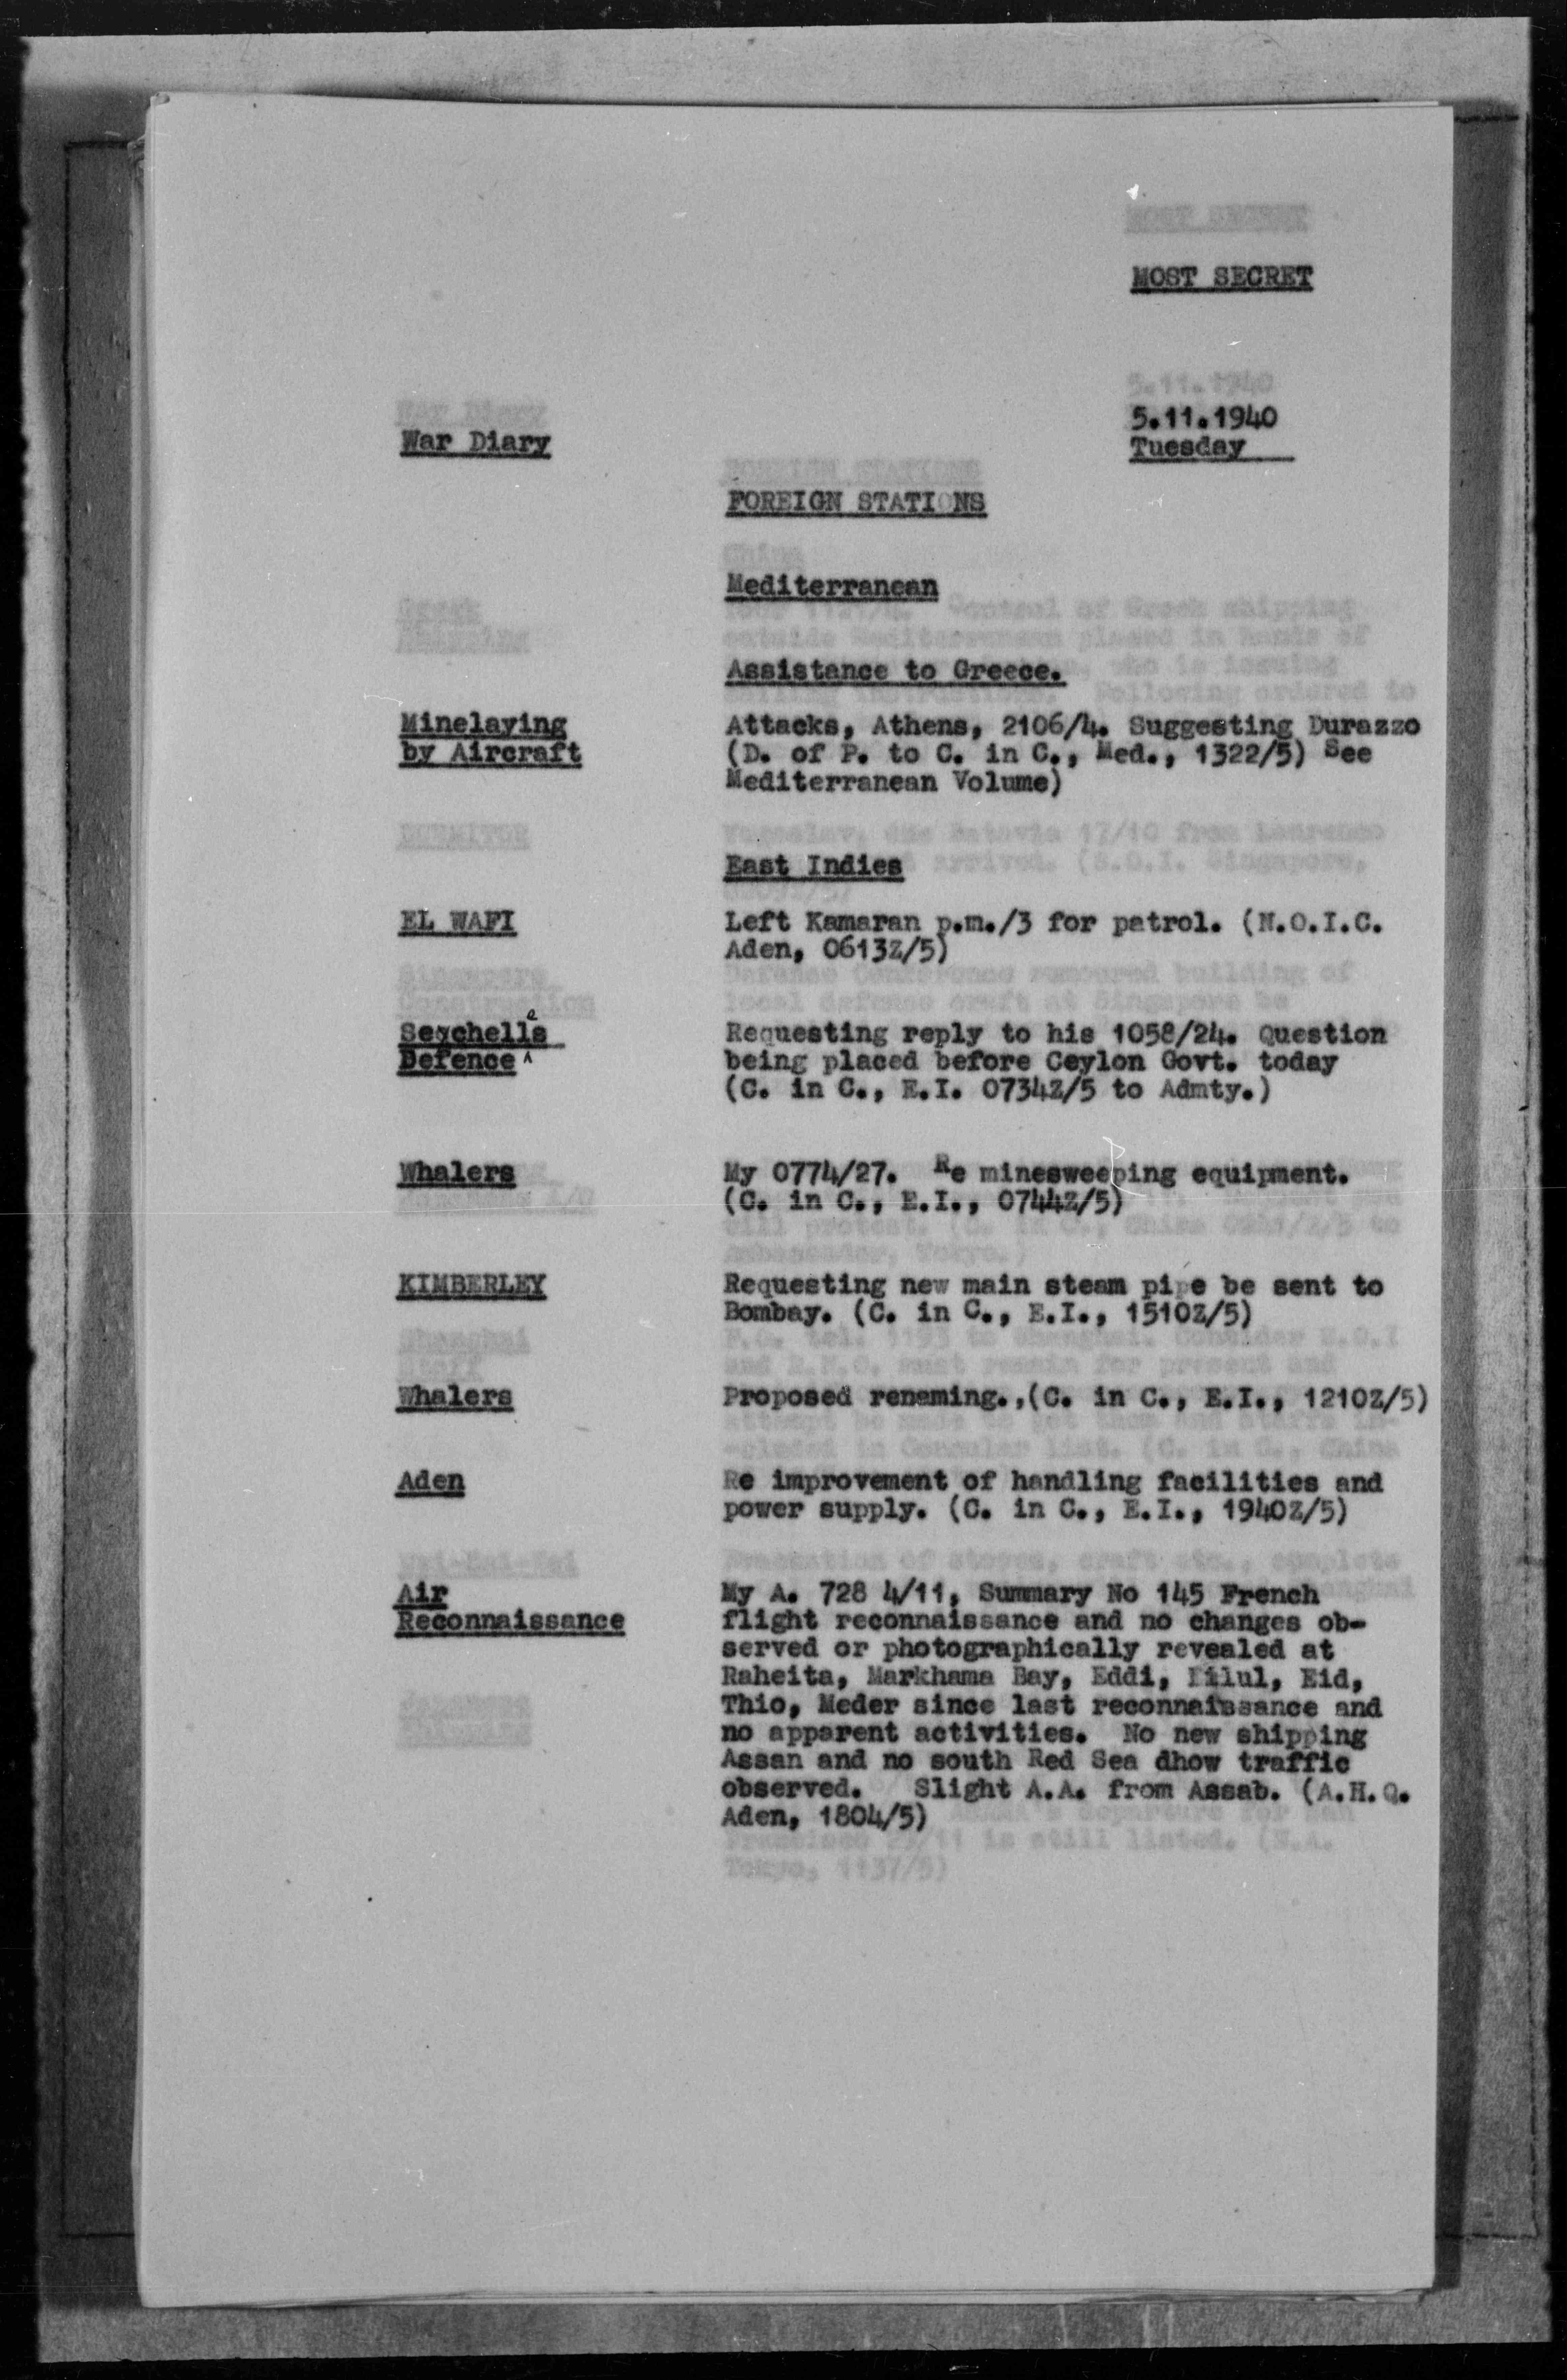 MOST SECRET
5.11.1940
War Diary
Tuesday
FOREIGN STATIONS
Mediterranean
Assistance to Greece.
Minelaying
by Aircraft
Attacks, Athens, 2106/4. Suggesting Durazzo
(D. of P. to C. in C., Med., 1322/5) See
Mediterranean Volume)
East Indies
EL WAFI
Left Kamaran p.m./3 for patrol. (N.O.I.C.
Aden, 0613Z/5)
Seychelles
Defence
Requesting reply to his 1058/24. Question
being placed before Ceylon Govt. today
(C. in C., E.I. 0734Z/5 to Admty.)
Whalers
My 0774/27. Re minesweeping equipment.
(C. in C., E.I., 0744Z/5)
KIMBERLEY
Requesting new main steam pipe be sent to
Bombay. (C. in C., E.I., 1510Z/5)
Whalers
Proposed renaming.,(C. in C., E.I., 1210Z/5)
Aden
Re improvement of handling facilities and
power supply. (C. in C., E.I., 1940Z/5)
Air
Reconnaissance
My A. 728 4/11, Summary No 145 French
flight reconnaissance and no changes ob-
served or photographically revealed at
Raheita, Markhama Bay, Eddi, Eid,
Thio, Meder since last reconnaissance and
no apparent activities. No new shipping
Assan and no south Red Sea dhow traffic
observed. Slight A.A. from Assab. (A.H.Q.
Aden, 1804/5)